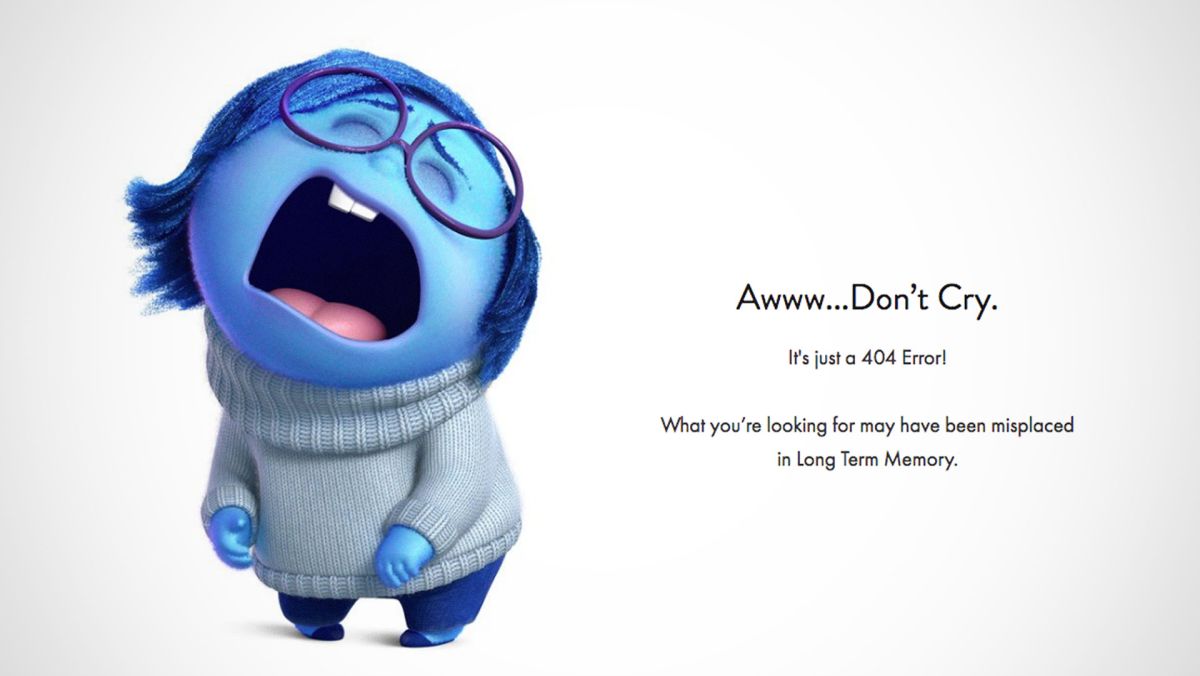 Awww...Don’t Cry.
It's just a 404 Error!
What you’re looking for may have been misplaced
in Long Term Memory.